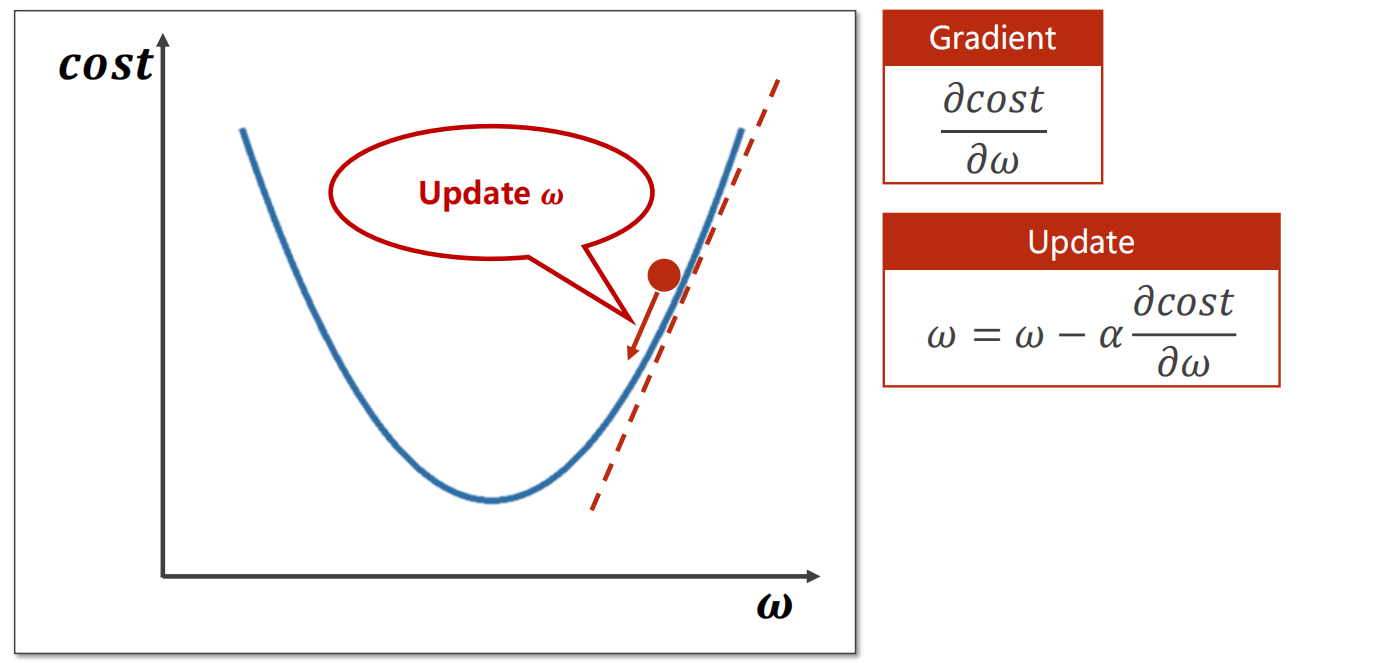 cost
Update ω
ω
Gradient
∂cost
∂ω
Update
ω = ω − α ∂cost
∂ω